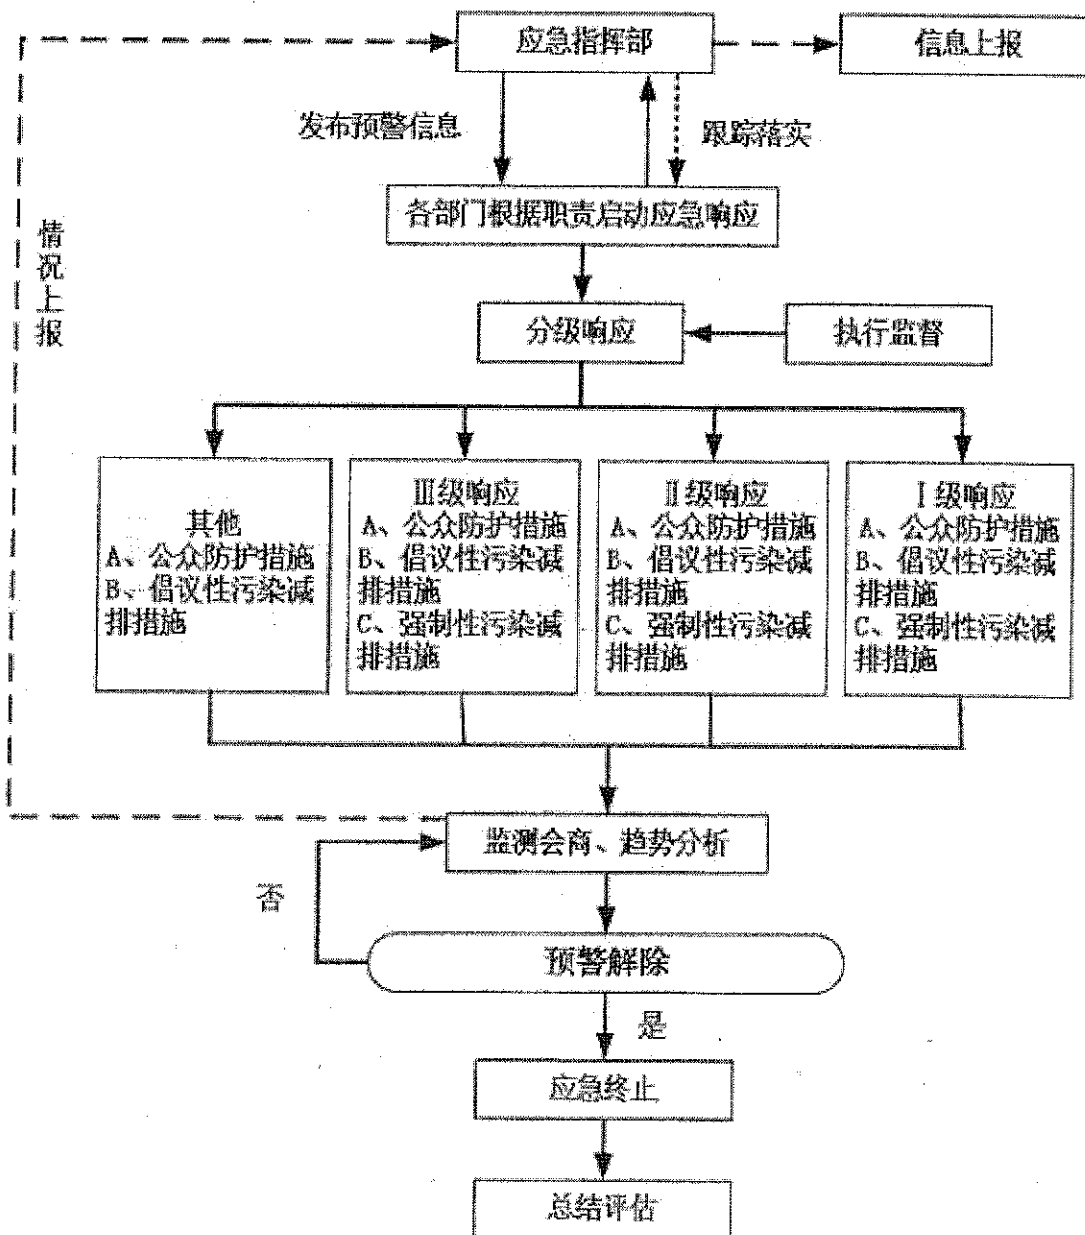 应急指挥部
信息上报
发布预警信息
跟踪落实
各部门根据职责启动应急响应
情况上报
分级响应
执行监督
其他
A、公众防护措施
B、倡议性污染减
排措施
Ⅲ级响应
A、公众防护措施
B、倡议性污染减
排措施
C、强制性污染减
排措施
Ⅱ级响应
A、公众防护措施
B、倡议性污染减
排措施
C、强制性污染减
排措施
Ⅰ级响应
A、公众防护措施
B、倡议性污染减
排措施
C、强制性污染减
排措施
监测会商、趋势分析
否
预警解除
是
应急终止
总结评估